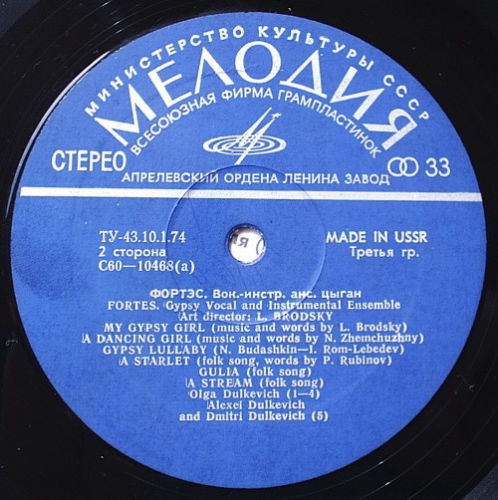 МИНИСТЕРСТВО КУЛЬТУРЫ СССР
МЕЛОДИЯ
ВСЕСОЮЗНАЯ ФИРМА ГРАМПЛАСТИНОК
СТЕРЕО
33
АПРЕЛЕВСКИЙ ОРДЕНА ЛЕНИНА ЗАВОД
ТУ-43.10.1.74
MADE IN USSR
2 сторона
Третья гр.
С60—10468(а)
ФОРТЭС. Вок.-инстр. анс. цыган
FORTES. Gypsy Vocal and Instrumental Ensemble
Art director: L. BRODSKY
MY GYPSY GIRL (music and words by L. Brodsky)
A DANCING GIRL (music and words by N. Zhemchuzhny)
GYPSY LULLABY (N. Budashkin—I. Rom-Lebedev)
A STARLET (folk song, words by P. Rubinov)
GULIA (folk song)
A STREAM (folk song)
Olga Dulkevich (1—4)
Alexei Dulkevich
and Dmitri Dulkevich (5)